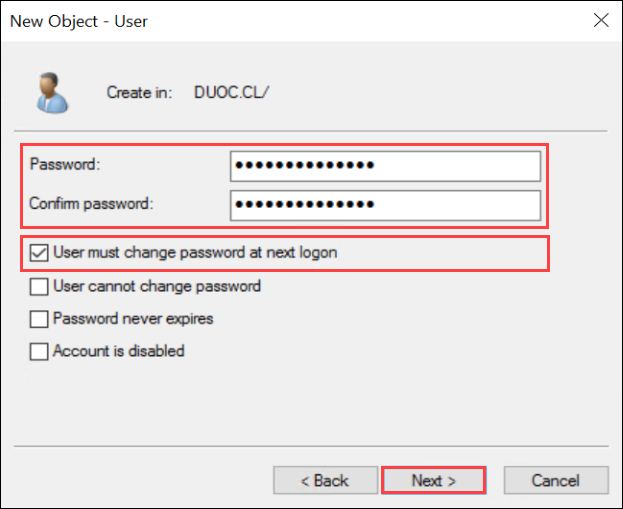 New Object - User
Create in: DUOC.CL/
Password: ●●●●●●●●●●●●●●
Confirm password: ●●●●●●●●●●●●●●
User must change password at next logon
User cannot change password
Password never expires
Account is disabled
< Back Next > Cancel